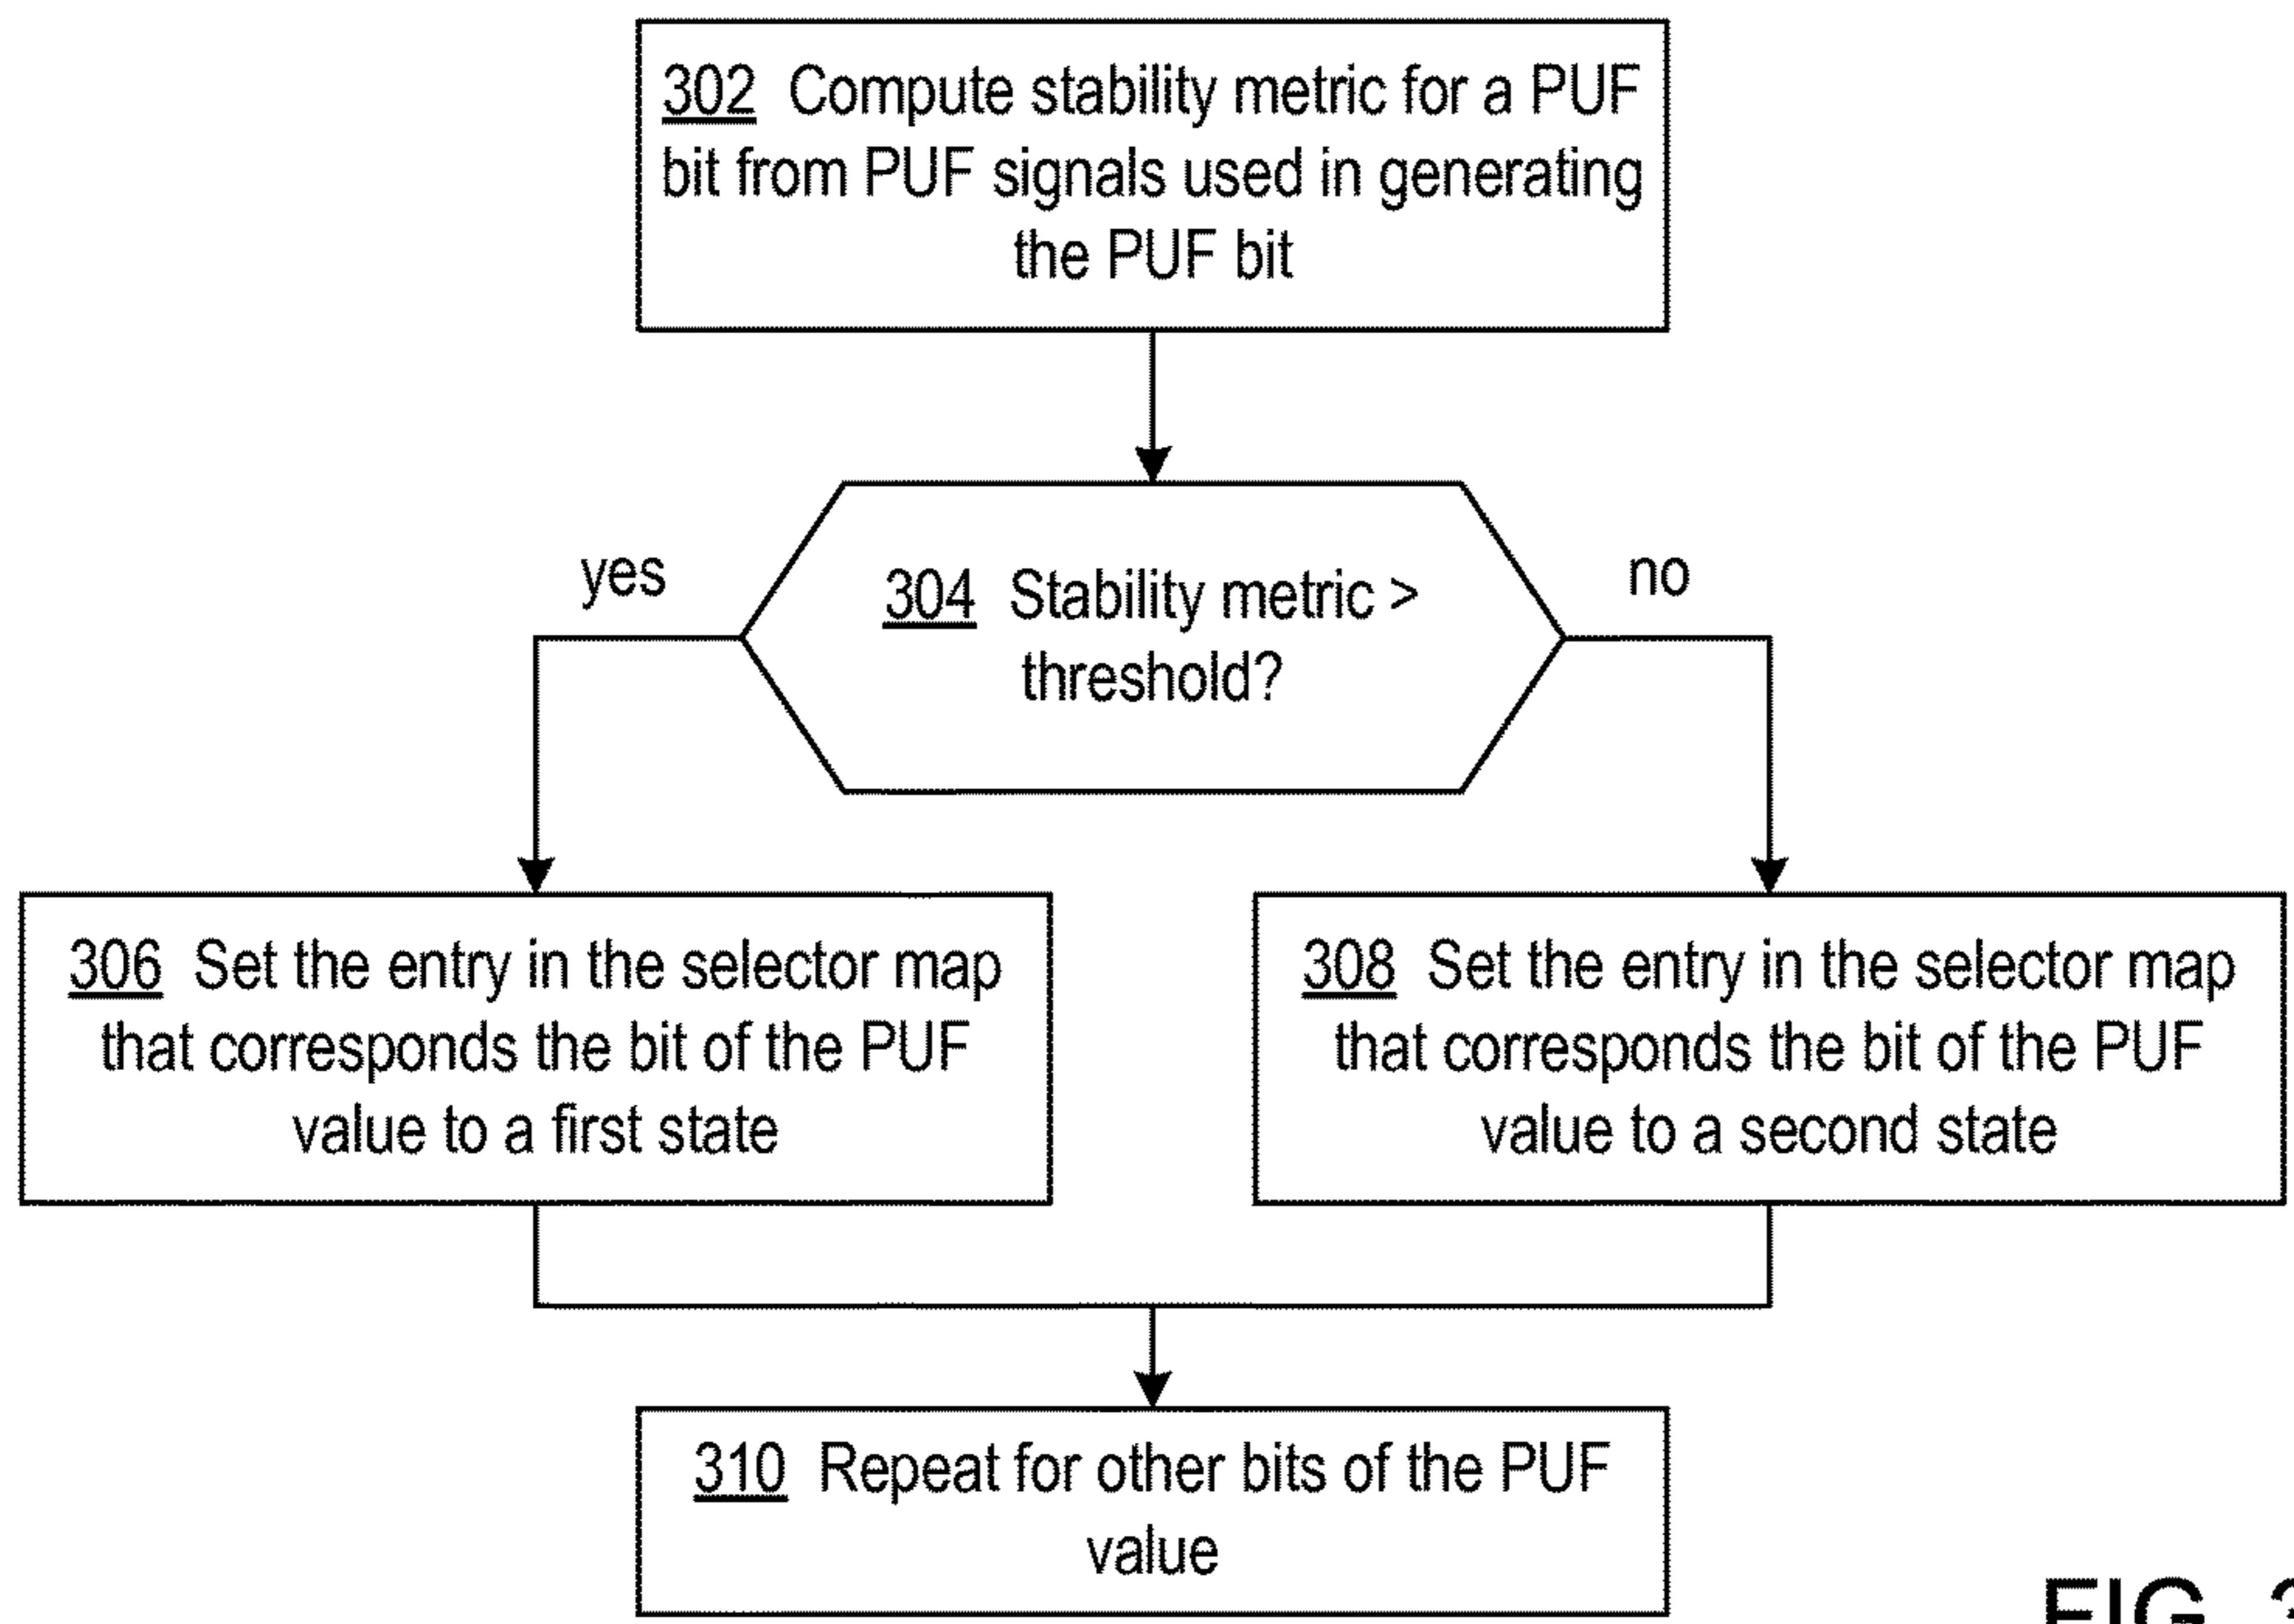 302 Compute stability metric for a PUF
bit from PUF signals used in generating
the PUF bit
yes
no
304 Stability metric >
threshold?
306 Set the entry in the selector map
that corresponds the bit of the PUF
value to a first state
308 Set the entry in the selector map
that corresponds the bit of the PUF
value to a second state
310 Repeat for other bits of the PUF
value
FIG. 3